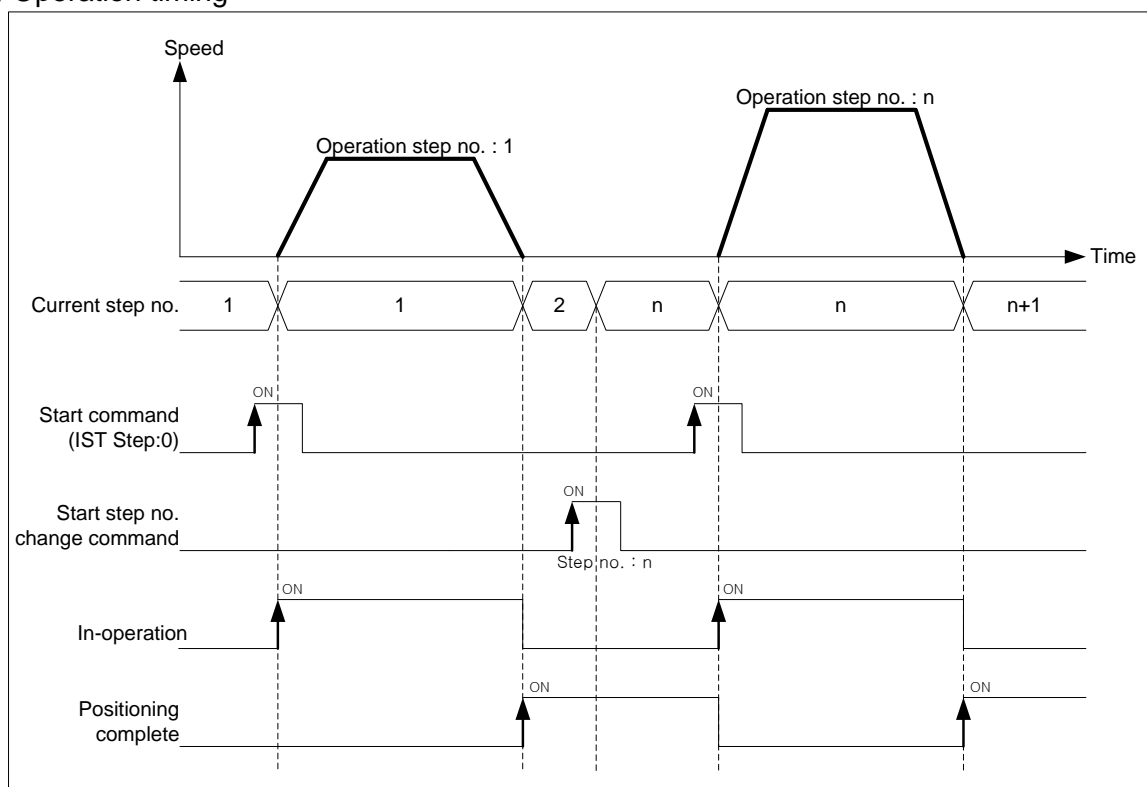 Operation timing
Speed
Operation step no. : n
Operation step no. : 1
Time
Current step no.
1
1
2
n
n
n+1
ON
ON
Start command
(IST Step:0)
ON
Start step no.
change command
Step no. : n
ON
ON
In-operation
ON
ON
Positioning
complete